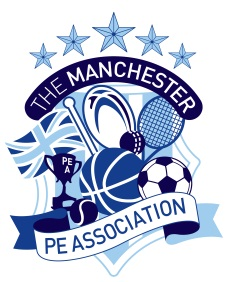 THE MANCHESTER
PE
A
PE ASSOCIATION